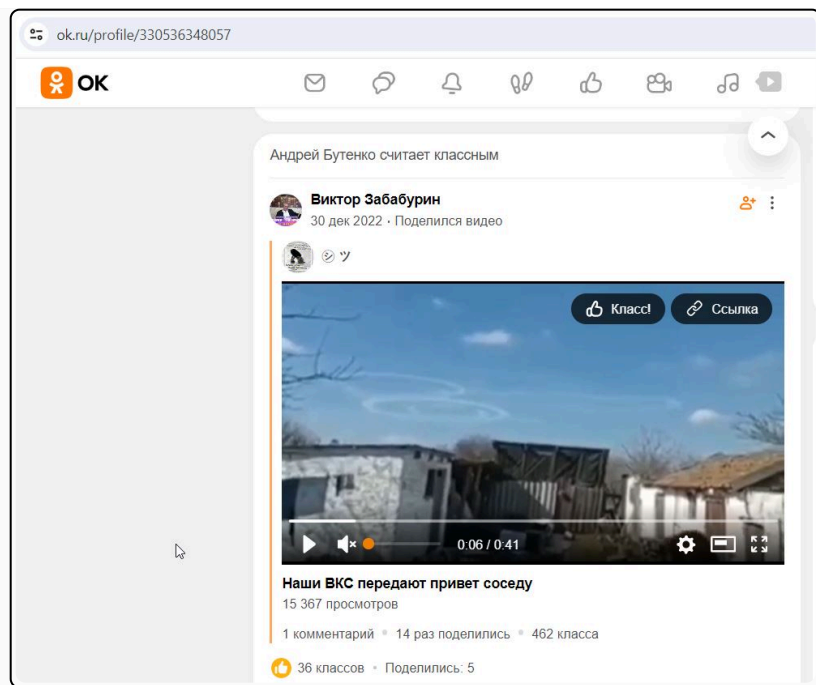 ok.ru/profile/330536348057
OK
Андрей Бутенко считает классным
Виктор Забабурин
30 дек 2022 · Поделился видео
㋛ ツ
Класс! Ссылка
0:06 / 0:41
Наши ВКС передают привет соседу
15 367 просмотров
1 комментарий • 14 раз поделились • 462 класса
36 классов • Поделились: 5